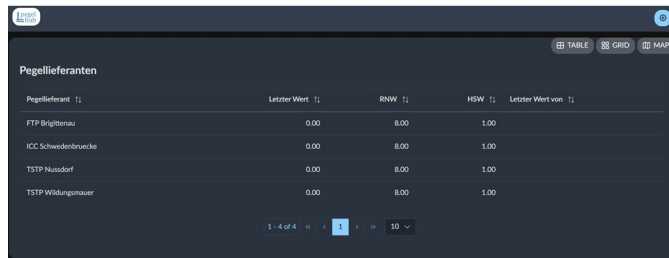 pegel
hub
TABLE GRID MAP
Pegellieferanten
Pegellieferant Letzter Wert RNW HSW Letzter Wert von
FTP Brigittenau 0.00 8.00 1.00
ICC Schwedenbruecke 0.00 8.00 1.00
TSTP Nussdorf 0.00 8.00 1.00
TSTP Wildungsmauer 0.00 8.00 1.00
1 - 4 of 4 « ‹ 1 › » 10